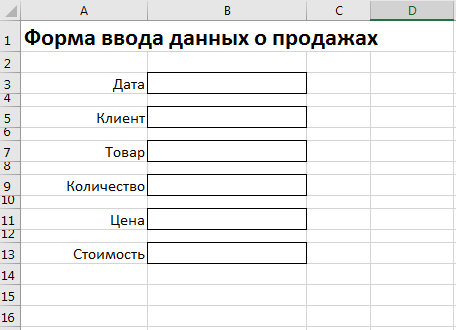 A B C D
1 Форма ввода данных о продажах
2
3 Дата
4
5 Клиент
6
7 Товар
8
9 Количество
10
11 Цена
12
13 Стоимость
14
15
16